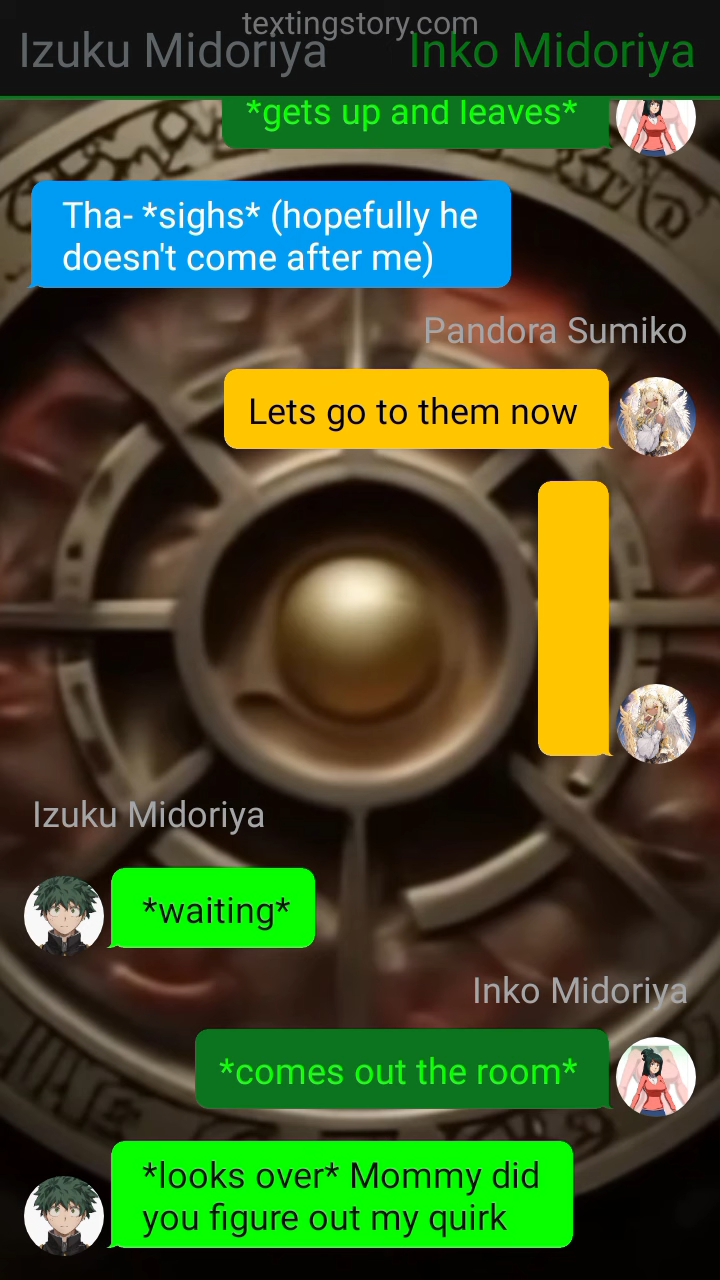 textingstory.com
Izuku Midoriya
Inko Midoriya
*gets up and leaves*
Tha- *sighs* (hopefully he
doesn't come after me)
Pandora Sumiko
Lets go to them now
Izuku Midoriya
*waiting*
Inko Midoriya
*comes out the room*
*looks over* Mommy did
you figure out my quirk